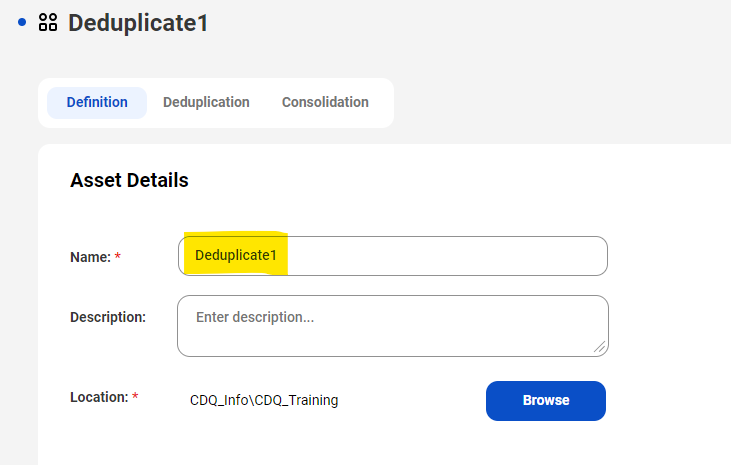 Deduplicate1
Definition Deduplication Consolidation
Asset Details
Name: * Deduplicate1
Description: Enter description...
Location: * CDQ_Info\CDQ_Training Browse